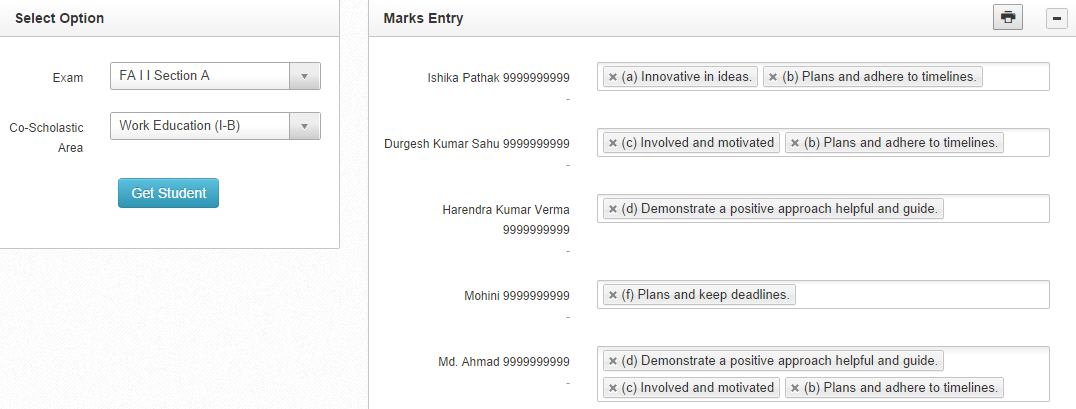 Select Option
Exam
FA I I Section A
Co-Scholastic
Area
Work Education (I-B)
Get Student
Marks Entry
Ishika Pathak 9999999999
-
× (a) Innovative in ideas. × (b) Plans and adhere to timelines.
Durgesh Kumar Sahu 9999999999
-
× (c) Involved and motivated × (b) Plans and adhere to timelines.
Harendra Kumar Verma
9999999999
-
× (d) Demonstrate a positive approach helpful and guide.
Mohini 9999999999
-
× (f) Plans and keep deadlines.
Md. Ahmad 9999999999
-
× (d) Demonstrate a positive approach helpful and guide.
× (c) Involved and motivated × (b) Plans and adhere to timelines.